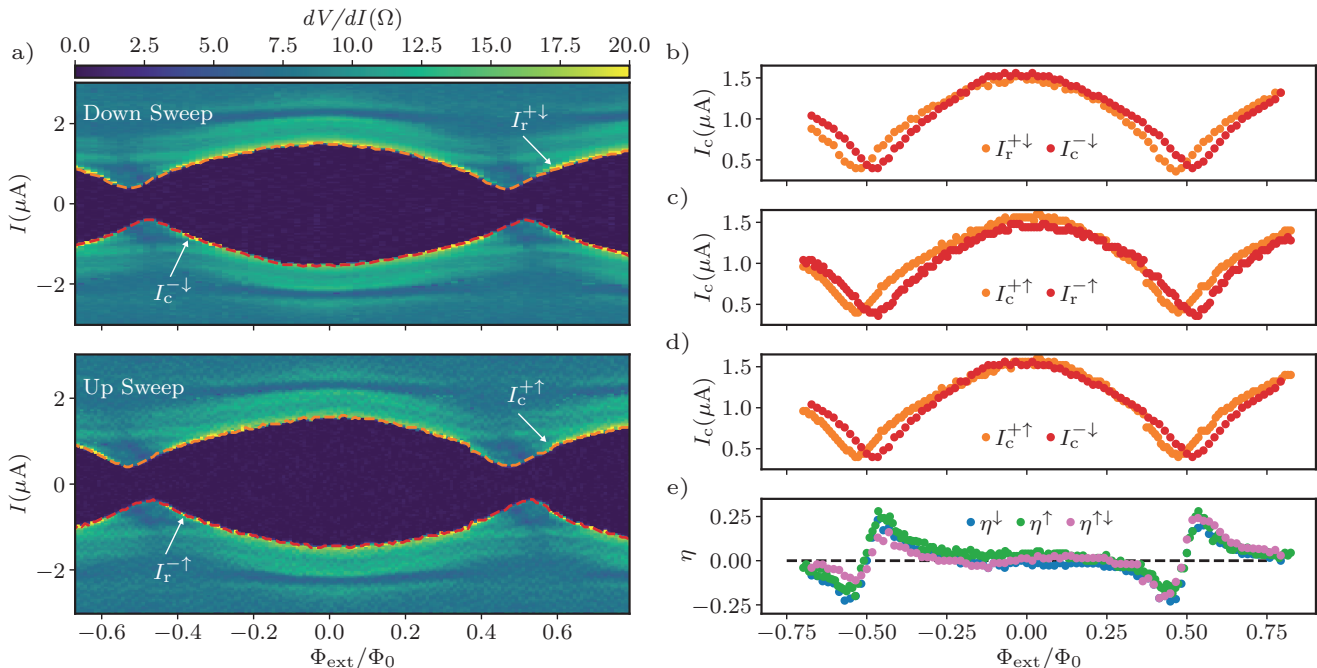 dV/dI(Ω)
0.0 2.5 5.0 7.5 10.0 12.5 15.0 17.5 20.0
a)
Down Sweep
I_r^{+↓}
I_c^{−↓}
2
0
−2
I(μA)
Up Sweep
I_c^{+↑}
I_r^{−↑}
2
0
−2
I(μA)
−0.6 −0.4 −0.2 0.0 0.2 0.4 0.6
Φ_ext/Φ_0
b)
1.5
1.0
0.5
I_c(μA)
I_r^{+↓} I_c^{−↓}
c)
1.5
1.0
0.5
I_c(μA)
I_c^{+↑} I_r^{−↑}
d)
1.5
1.0
0.5
I_c(μA)
I_c^{+↑} I_c^{−↓}
e)
0.25
0.00
−0.25
η
η^↓ η^↑ η^{↑↓}
−0.75 −0.50 −0.25 0.00 0.25 0.50 0.75
Φ_ext/Φ_0